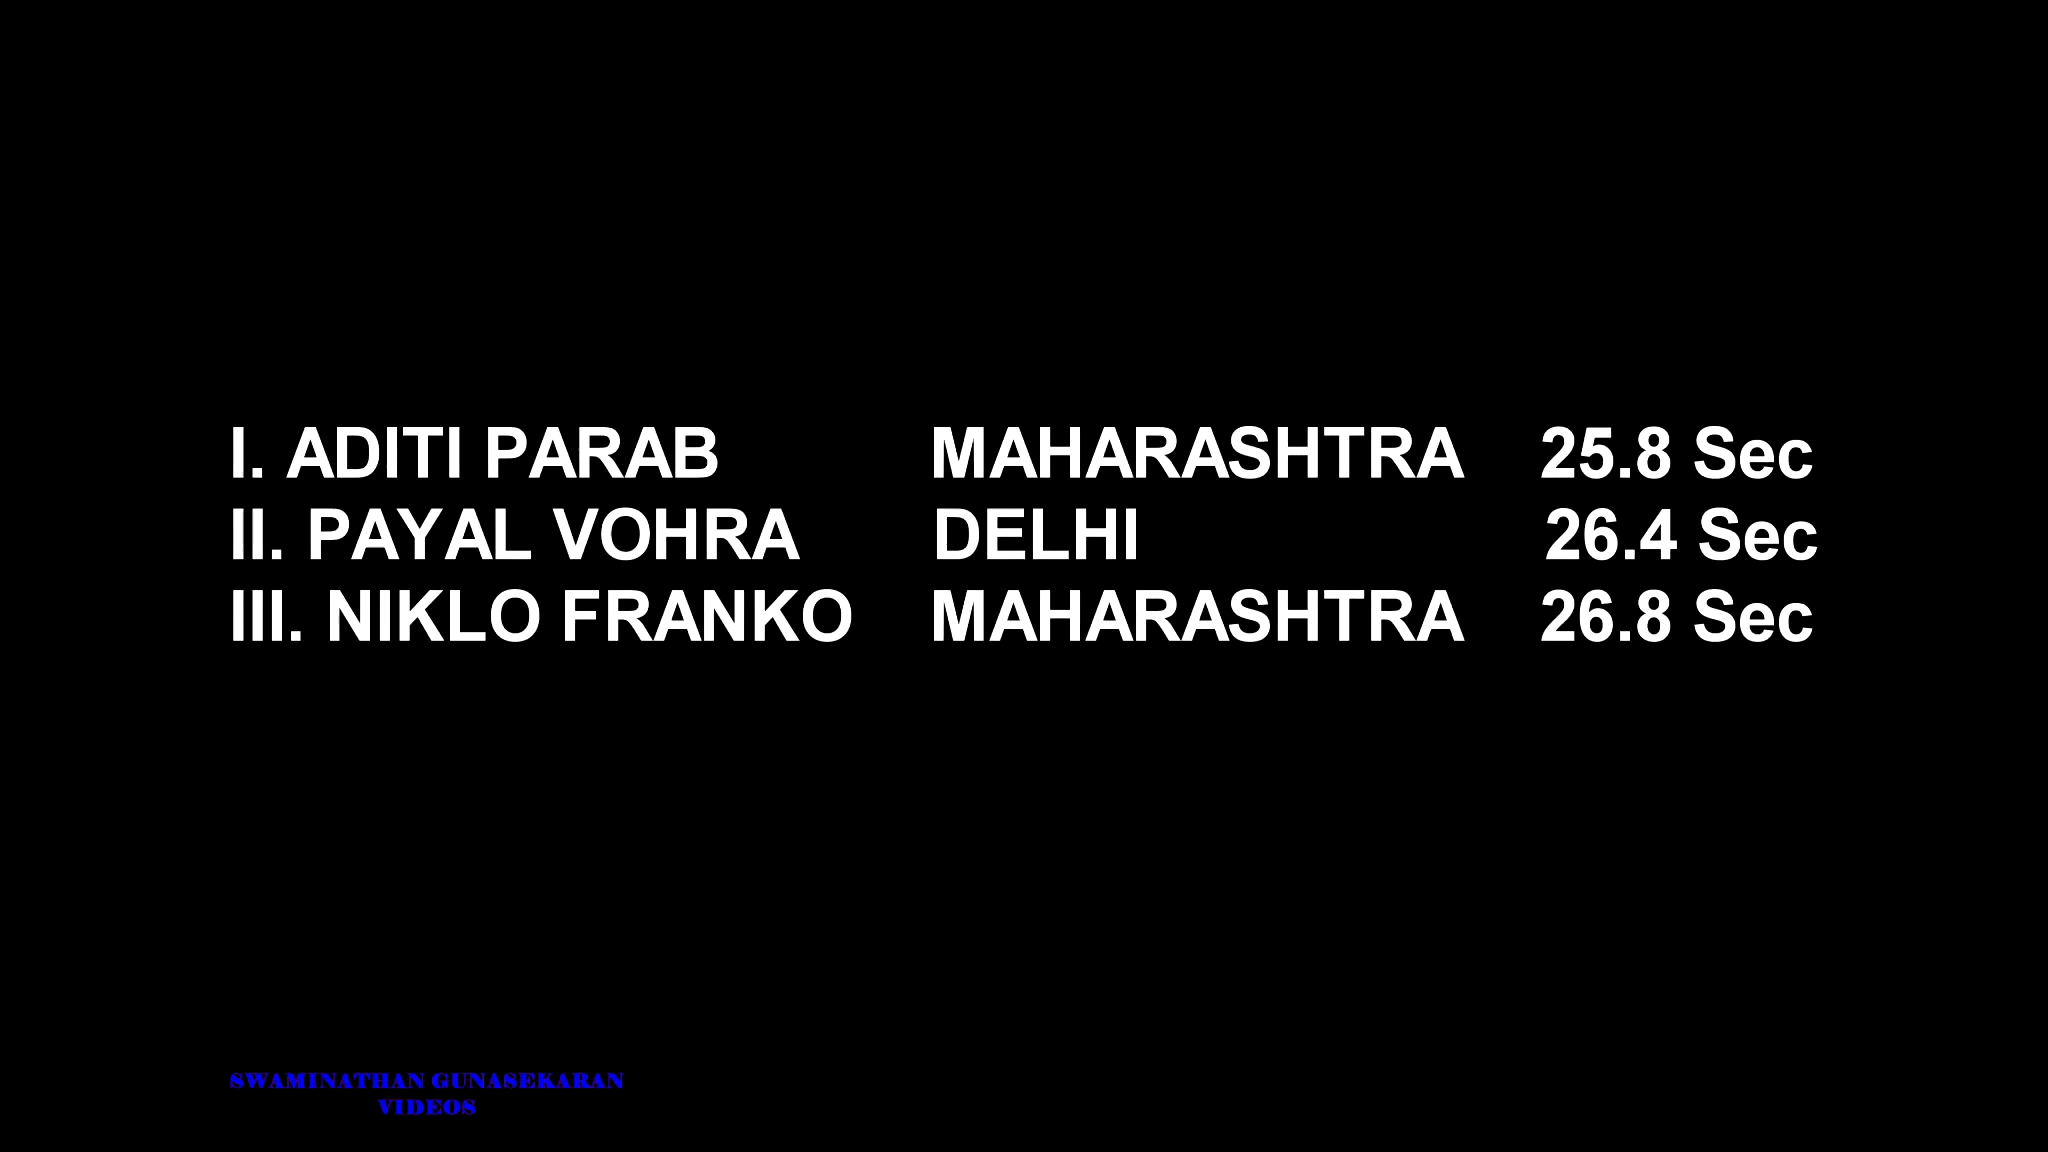 I. ADITI PARAB MAHARASHTRA 25.8 Sec
II. PAYAL VOHRA DELHI 26.4 Sec
III. NIKLO FRANKO MAHARASHTRA 26.8 Sec
SWAMINATHAN GUNASEKARAN
VIDEOS